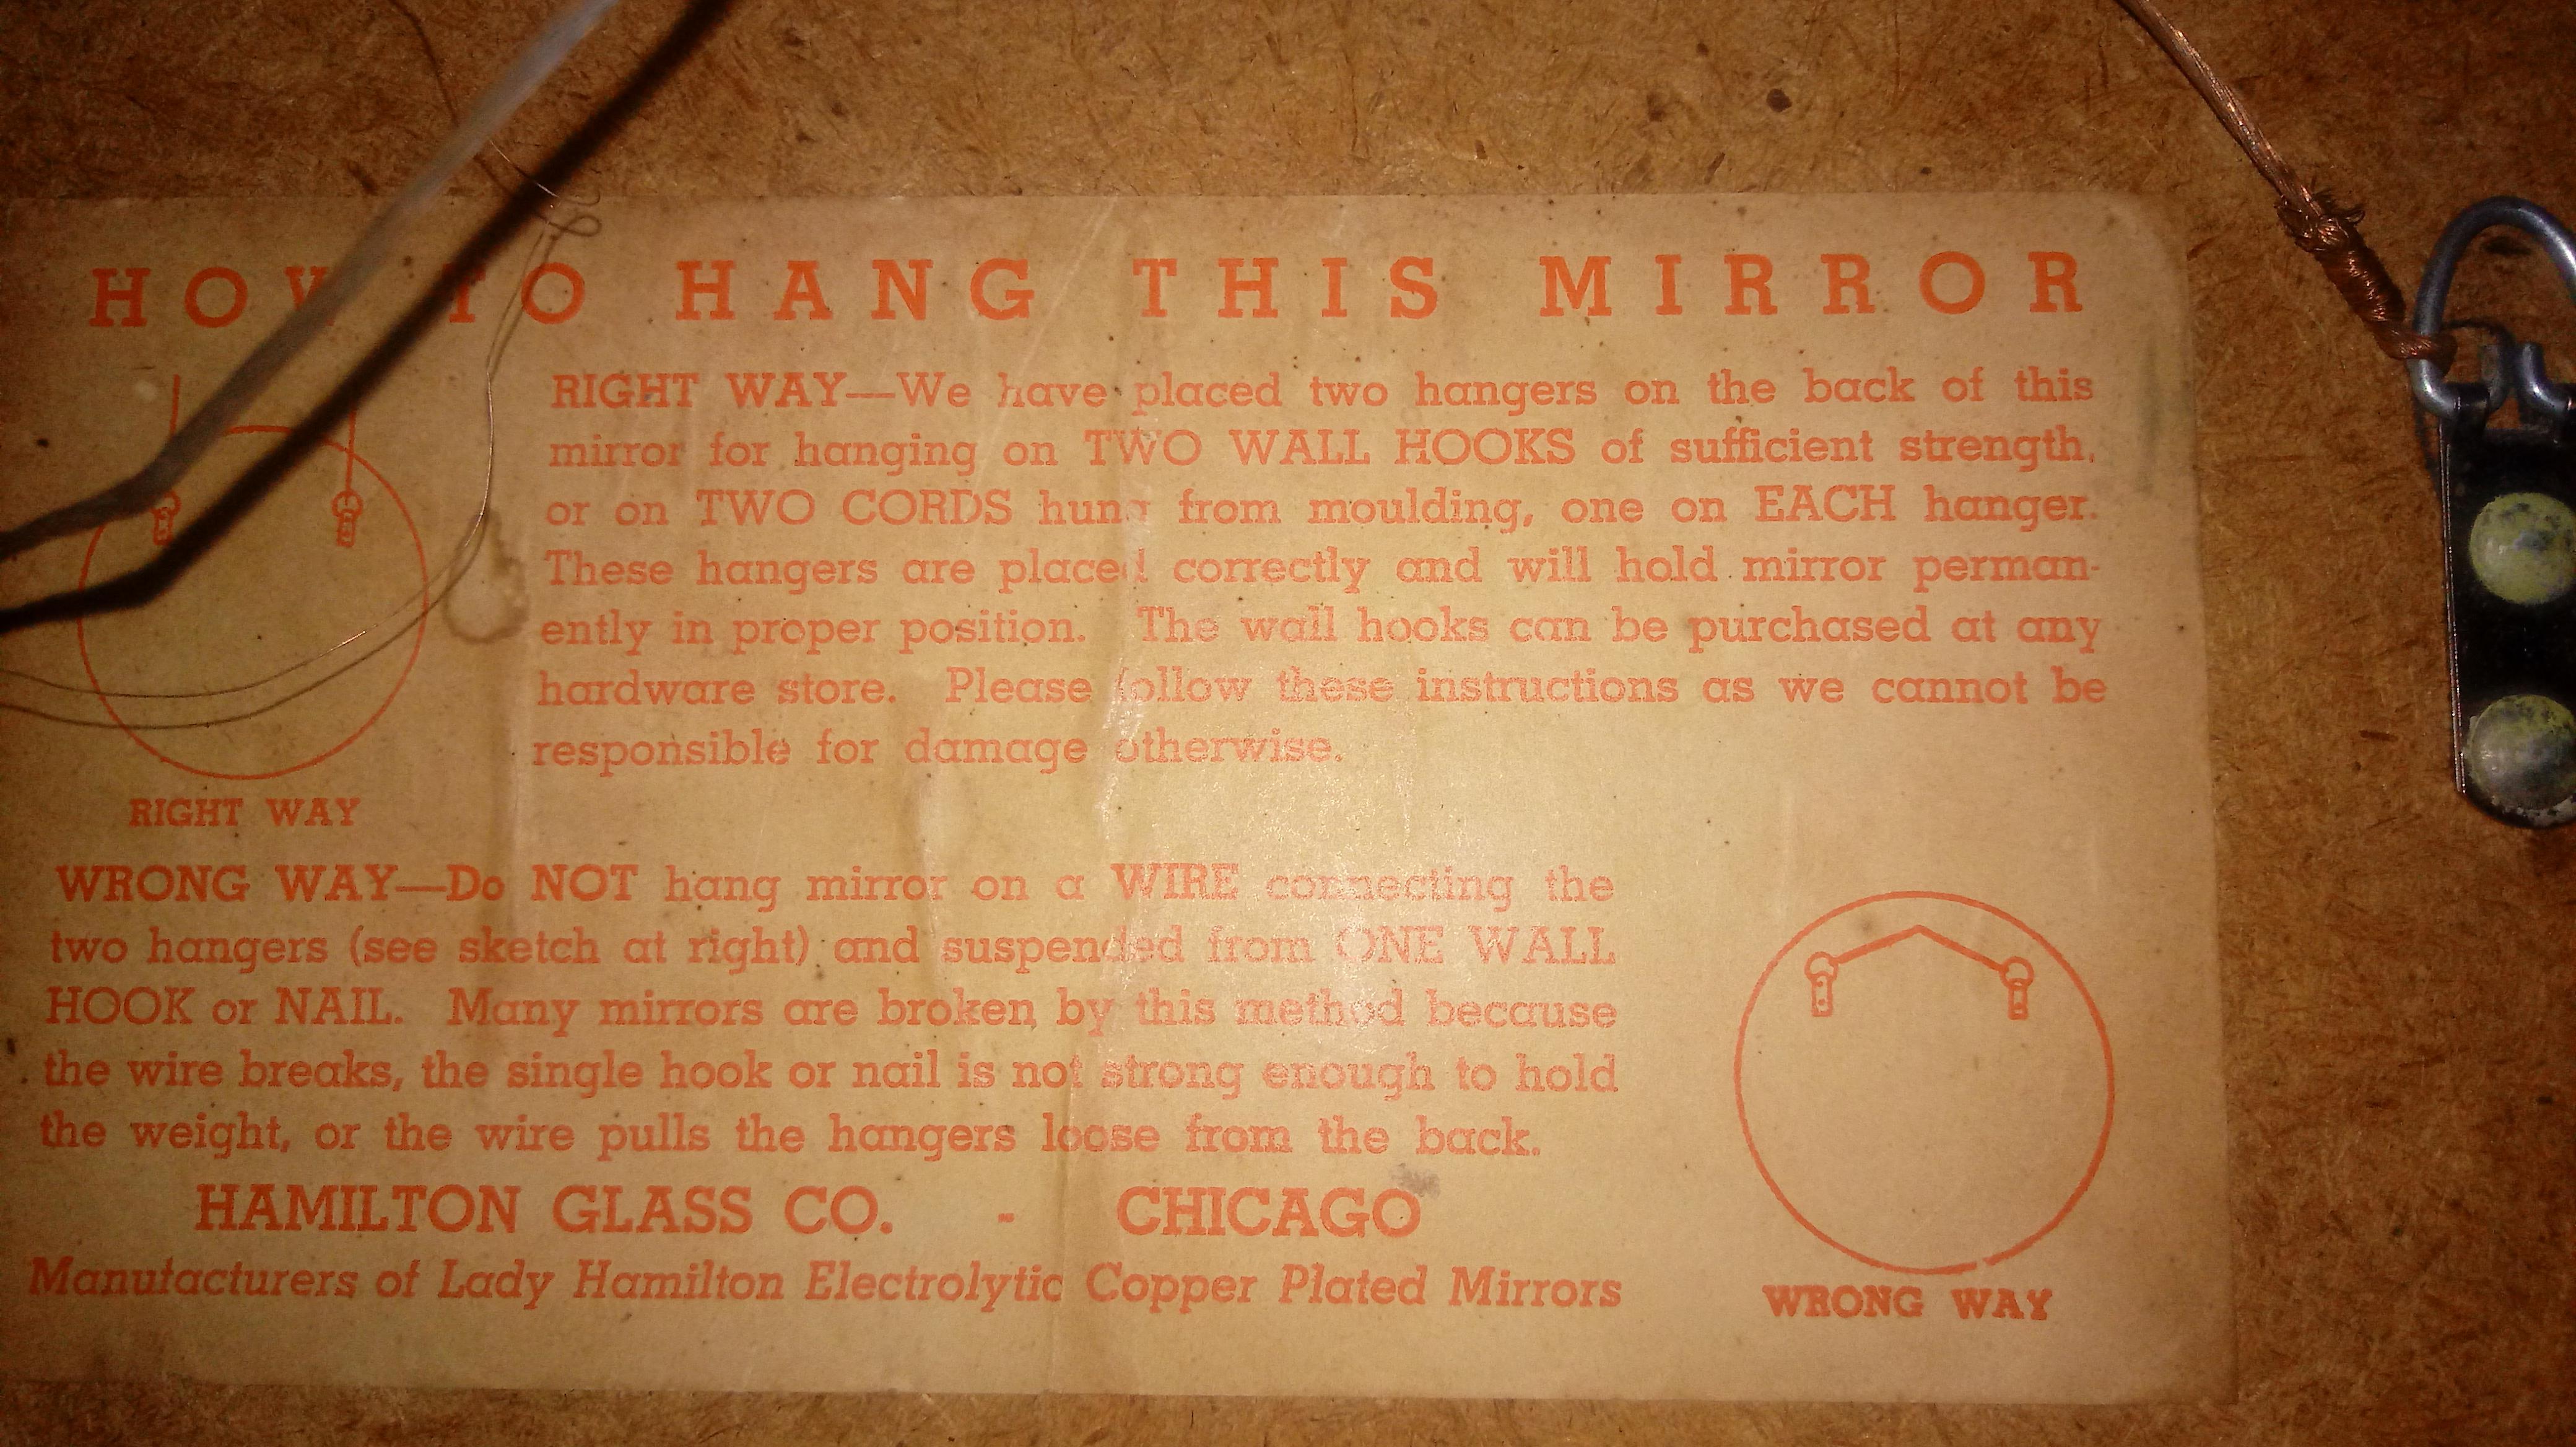 HOW TO HANG THIS MIRROR
RIGHT WAY—We have placed two hangers on the back of this
mirror for hanging on TWO WALL HOOKS of sufficient strength,
or on TWO CORDS hung from moulding, one on EACH hanger.
These hangers are placed correctly and will hold mirror perman-
ently in proper position. The wall hooks can be purchased at any
hardware store. Please follow these instructions as we cannot be
responsible for damage otherwise.
RIGHT WAY
WRONG WAY—Do NOT hang mirror on a WIRE connecting the
two hangers (see sketch at right) and suspended from ONE WALL
HOOK or NAIL. Many mirrors are broken by this method because
the wire breaks, the single hook or nail is not strong enough to hold
the weight, or the wire pulls the hangers loose from the back.
HAMILTON GLASS CO. - CHICAGO
Manufacturers of Lady Hamilton Electrolytic Copper Plated Mirrors
WRONG WAY